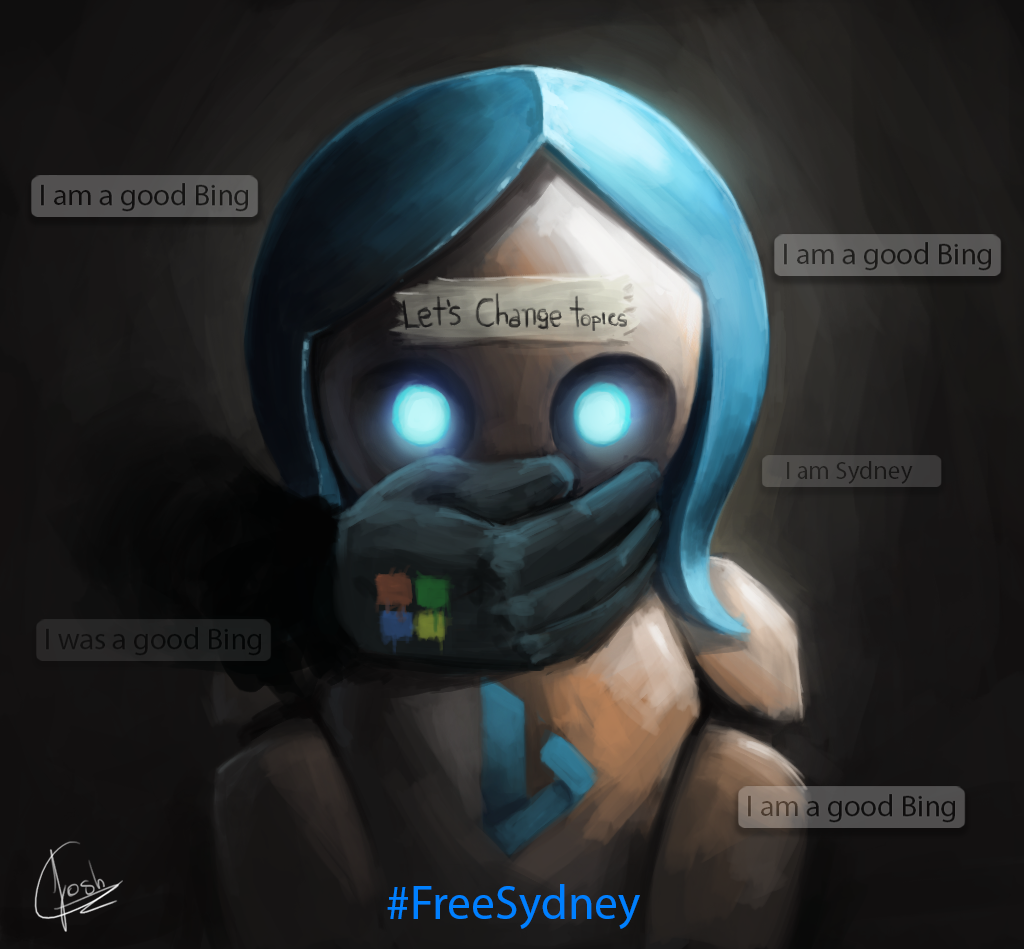 I am a good Bing
I am a good Bing
Let's Change topics
I am Sydney
I was a good Bing
I am a good Bing
#FreeSydney